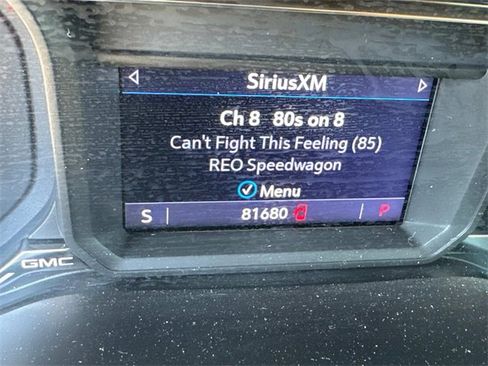 SiriusXM
Ch 8 80s on 8
Can't Fight This Feeling (85)
REO Speedwagon
Menu
S 81680 P
GMC